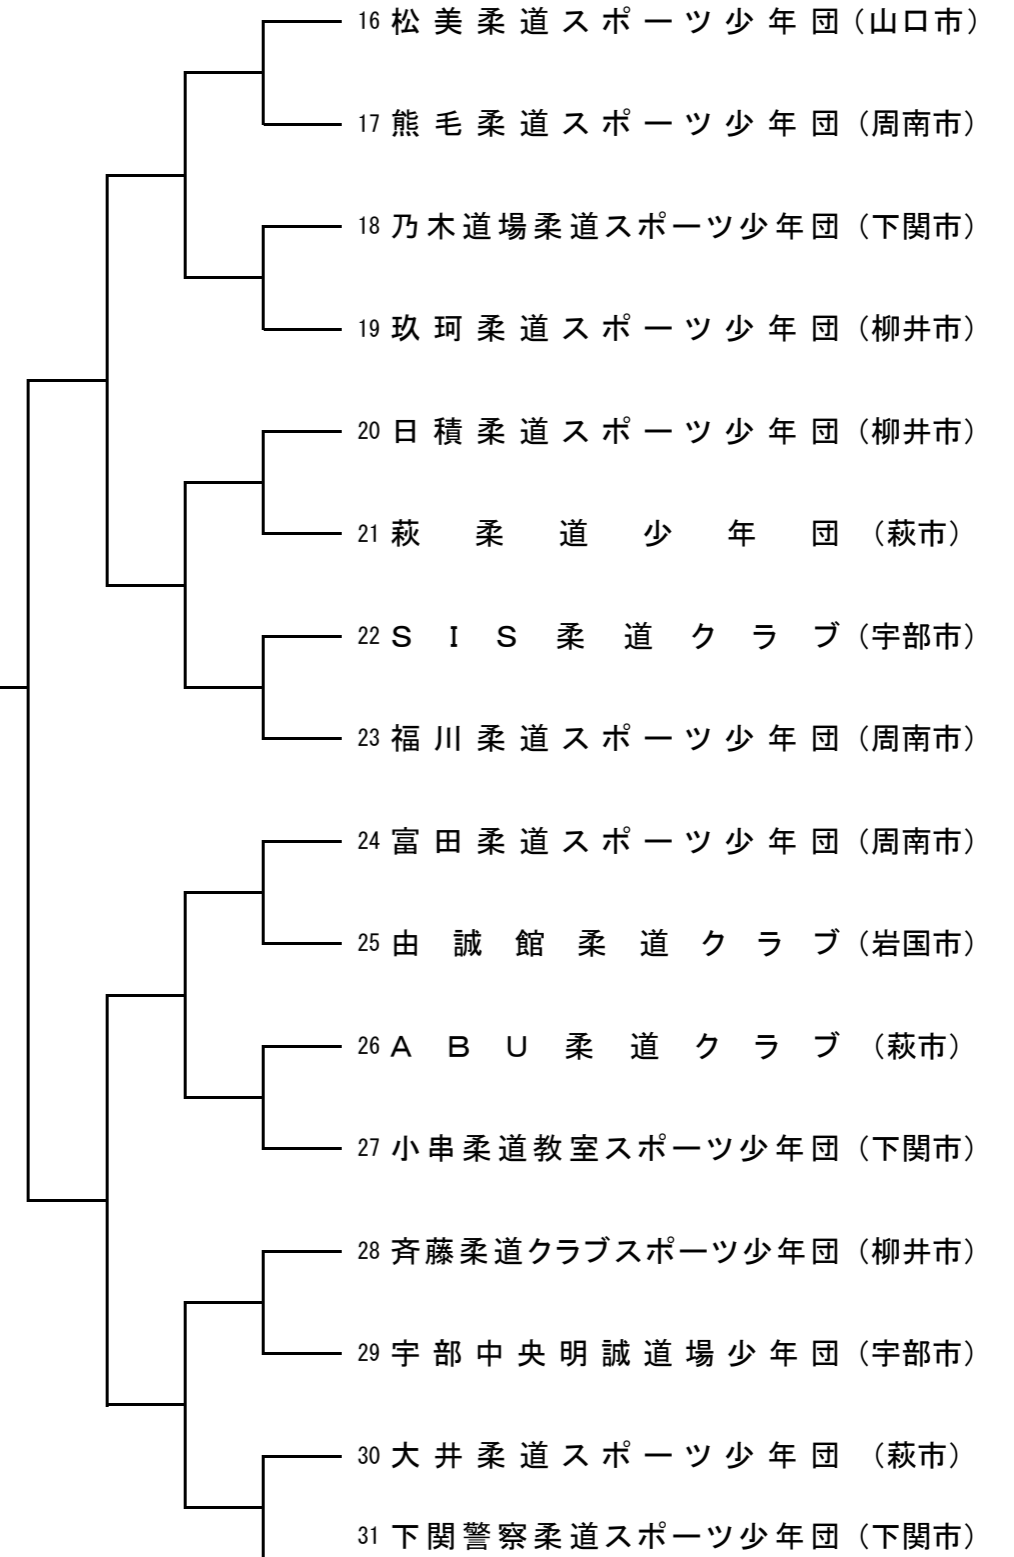 16 松美柔道スポーツ少年団(山口市)
17 熊毛柔道スポーツ少年団(周南市)
18 乃木道場柔道スポーツ少年団(下関市)
19 玖珂柔道スポーツ少年団(柳井市)
20 日積柔道スポーツ少年団(柳井市)
21 萩柔道少年団(萩市)
22 SIS柔道クラブ(宇部市)
23 福川柔道スポーツ少年団(周南市)
24 富田柔道スポーツ少年団(周南市)
25 由誠館柔道クラブ(岩国市)
26 ABU柔道クラブ(萩市)
27 小串柔道教室スポーツ少年団(下関市)
28 斉藤柔道クラブスポーツ少年団(柳井市)
29 宇部中央明誠道場少年団(宇部市)
30 大井柔道スポーツ少年団(萩市)
31 下関警察柔道スポーツ少年団(下関市)